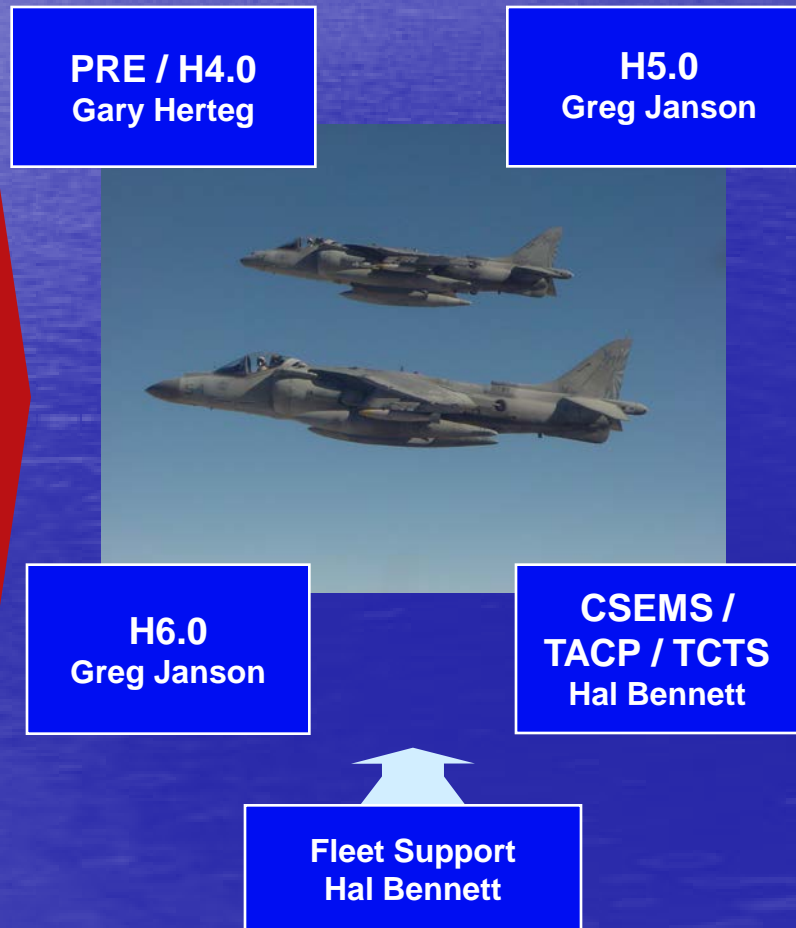 PRE / H4.0
Gary Herteg
H5.0
Greg Janson
H6.0
Greg Janson
CSEMS /
TACP / TCTS
Hal Bennett
Fleet Support
Hal Bennett